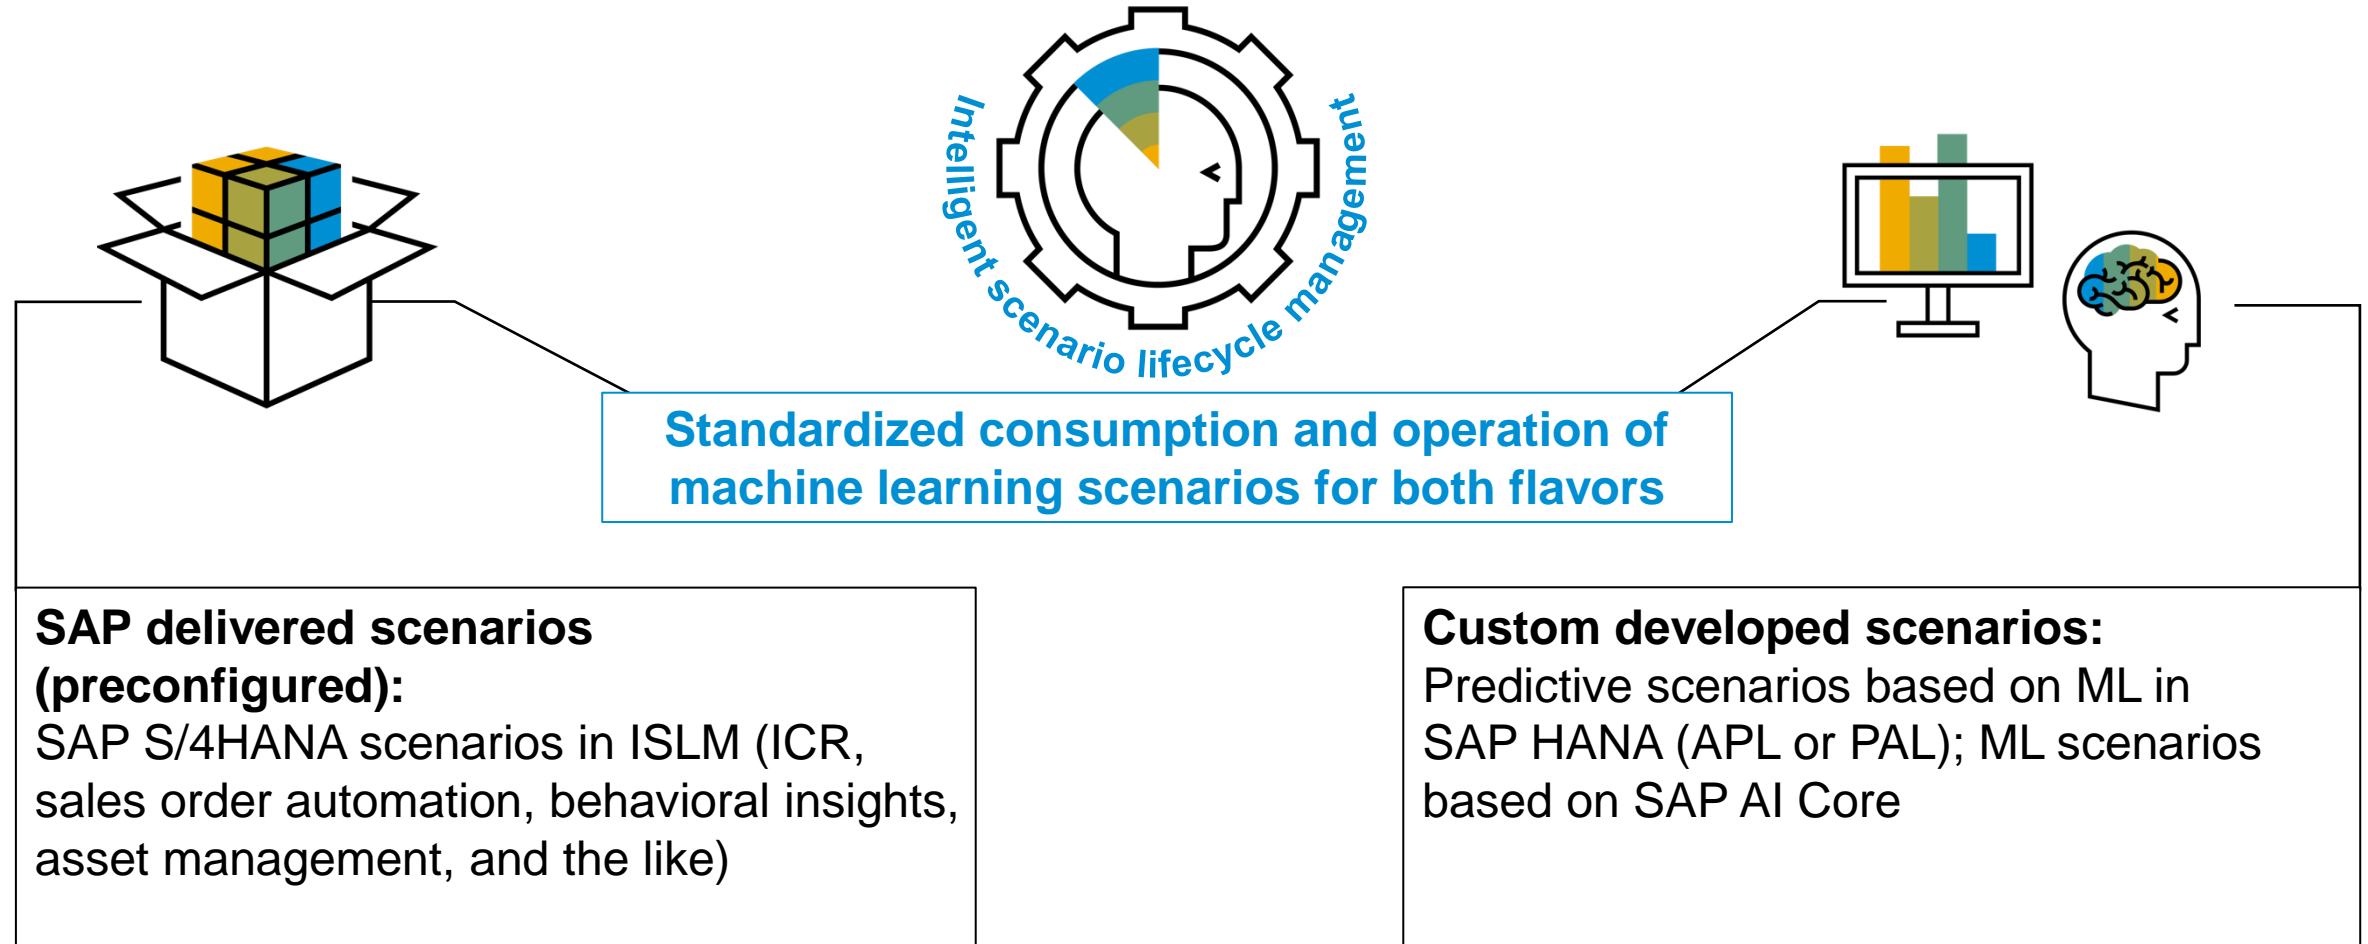 Intelligent scenario lifecycle management
Standardized consumption and operation of
machine learning scenarios for both flavors
SAP delivered scenarios
(preconfigured):
SAP S/4HANA scenarios in ISLM (ICR,
sales order automation, behavioral insights,
asset management, and the like)
Custom developed scenarios:
Predictive scenarios based on ML in
SAP HANA (APL or PAL); ML scenarios
based on SAP AI Core